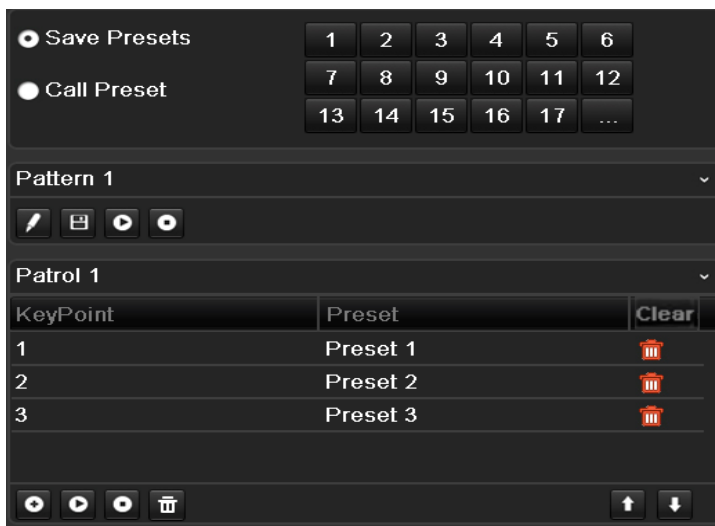 Save Presets
1 2 3 4 5 6
Call Preset
7 8 9 10 11 12
13 14 15 16 17 ...
Pattern 1
Patrol 1
KeyPoint Preset Clear
1 Preset 1
2 Preset 2
3 Preset 3